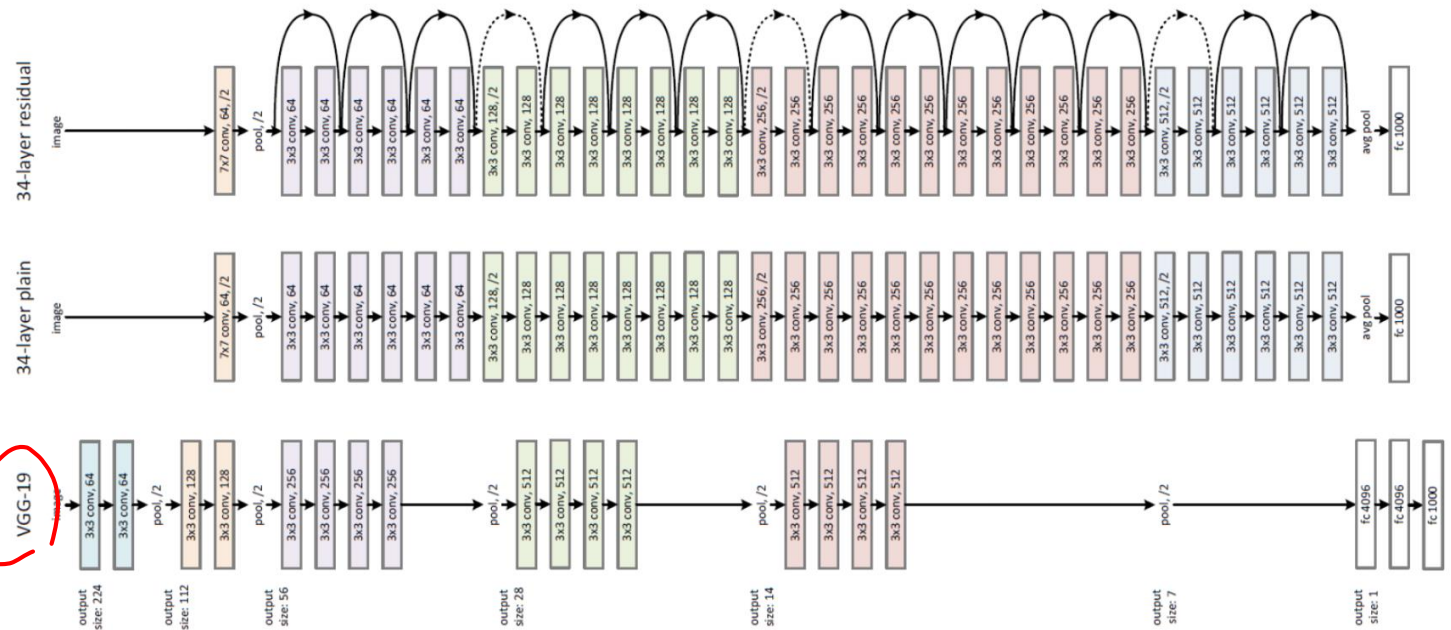 34-layer residual
image
7x7 conv, 64, /2
pool, /2
3x3 conv, 64
3x3 conv, 64
3x3 conv, 64
3x3 conv, 64
3x3 conv, 64
3x3 conv, 64
3x3 conv, 128, /2
3x3 conv, 128
3x3 conv, 128
3x3 conv, 128
3x3 conv, 128
3x3 conv, 128
3x3 conv, 128
3x3 conv, 128
3x3 conv, 256, /2
3x3 conv, 256
3x3 conv, 256
3x3 conv, 256
3x3 conv, 256
3x3 conv, 256
3x3 conv, 256
3x3 conv, 256
3x3 conv, 256
3x3 conv, 256
3x3 conv, 256
3x3 conv, 256
3x3 conv, 512, /2
3x3 conv, 512
3x3 conv, 512
3x3 conv, 512
3x3 conv, 512
3x3 conv, 512
avg pool
fc 1000
34-layer plain
image
7x7 conv, 64, /2
pool, /2
3x3 conv, 64
3x3 conv, 64
3x3 conv, 64
3x3 conv, 64
3x3 conv, 64
3x3 conv, 64
3x3 conv, 128, /2
3x3 conv, 128
3x3 conv, 128
3x3 conv, 128
3x3 conv, 128
3x3 conv, 128
3x3 conv, 128
3x3 conv, 128
3x3 conv, 256, /2
3x3 conv, 256
3x3 conv, 256
3x3 conv, 256
3x3 conv, 256
3x3 conv, 256
3x3 conv, 256
3x3 conv, 256
3x3 conv, 256
3x3 conv, 256
3x3 conv, 256
3x3 conv, 256
3x3 conv, 512, /2
3x3 conv, 512
3x3 conv, 512
3x3 conv, 512
3x3 conv, 512
3x3 conv, 512
avg pool
fc 1000
VGG-19
image
3x3 conv, 64
3x3 conv, 64
pool, /2
3x3 conv, 128
3x3 conv, 128
pool, /2
3x3 conv, 256
3x3 conv, 256
3x3 conv, 256
3x3 conv, 256
pool, /2
3x3 conv, 512
3x3 conv, 512
3x3 conv, 512
3x3 conv, 512
pool, /2
3x3 conv, 512
3x3 conv, 512
3x3 conv, 512
3x3 conv, 512
pool, /2
fc 4096
fc 4096
fc 1000
output
size: 224
output
size: 112
output
size: 56
output
size: 28
output
size: 14
output
size: 7
output
size: 1